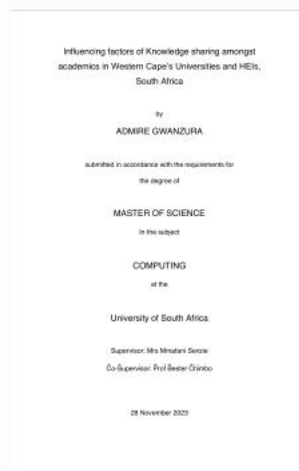 Influencing factors of Knowledge sharing amongst
academics in Western Cape's Universities and HEIs,
South Africa
by
ADMIRE GWANZURA
submitted in accordance with the requirements for
the degree of
MASTER OF SCIENCE
In the subject
COMPUTING
at the
University of South Africa
Supervisor: Mrs Mmatani Serote
Co-Supervisor: Prof Bester Chimbo
28 November 2023